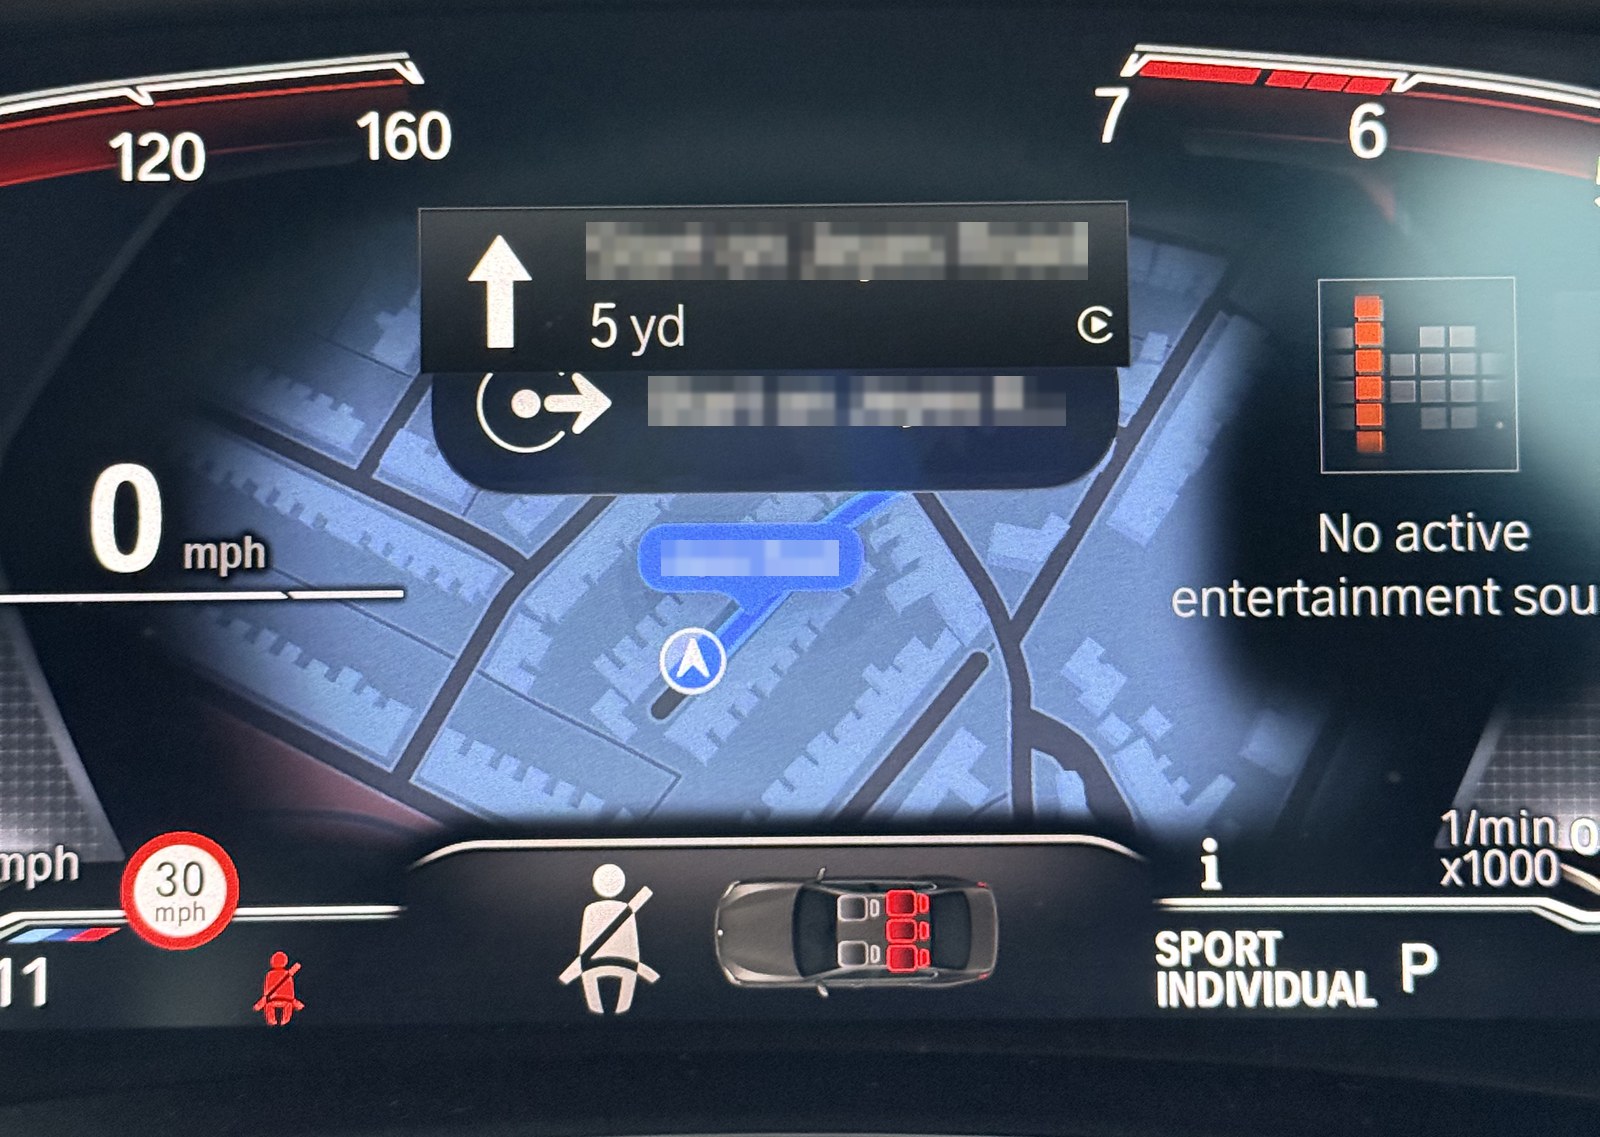 120
160
7
6
5 yd
0 mph
No active
entertainment sou
mph
30
mph
i
1/min
x1000
0
11
SPORT
INDIVIDUAL
P